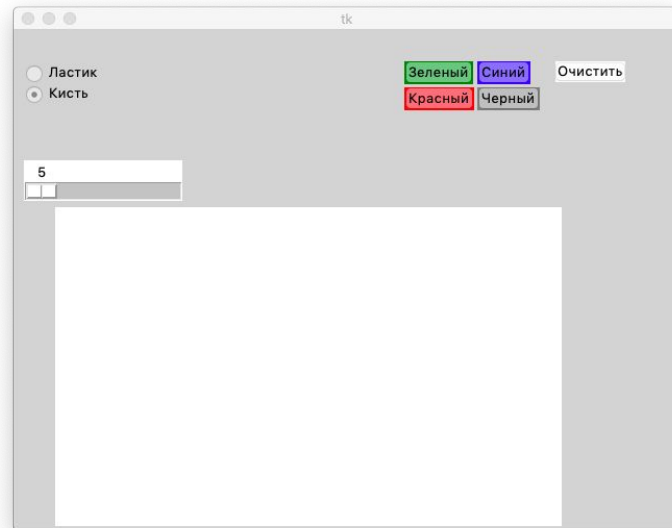 tk
Ластик
Кисть
Зеленый Синий Очистить
Красный Черный
5